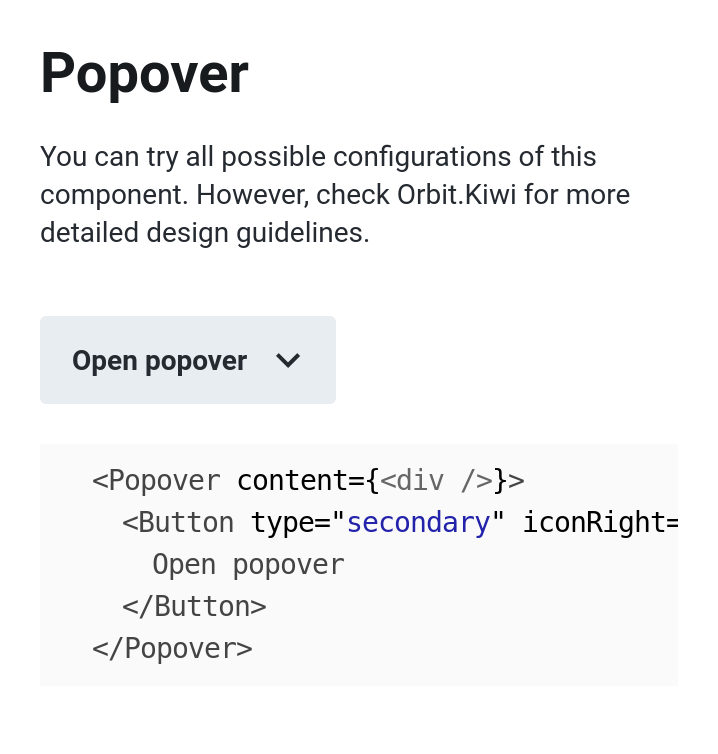 Popover
You can try all possible configurations of this
component. However, check Orbit.Kiwi for more
detailed design guidelines.
Open popover
<Popover content={<div />}>
<Button type="secondary" iconRight=
Open popover
</Button>
</Popover>